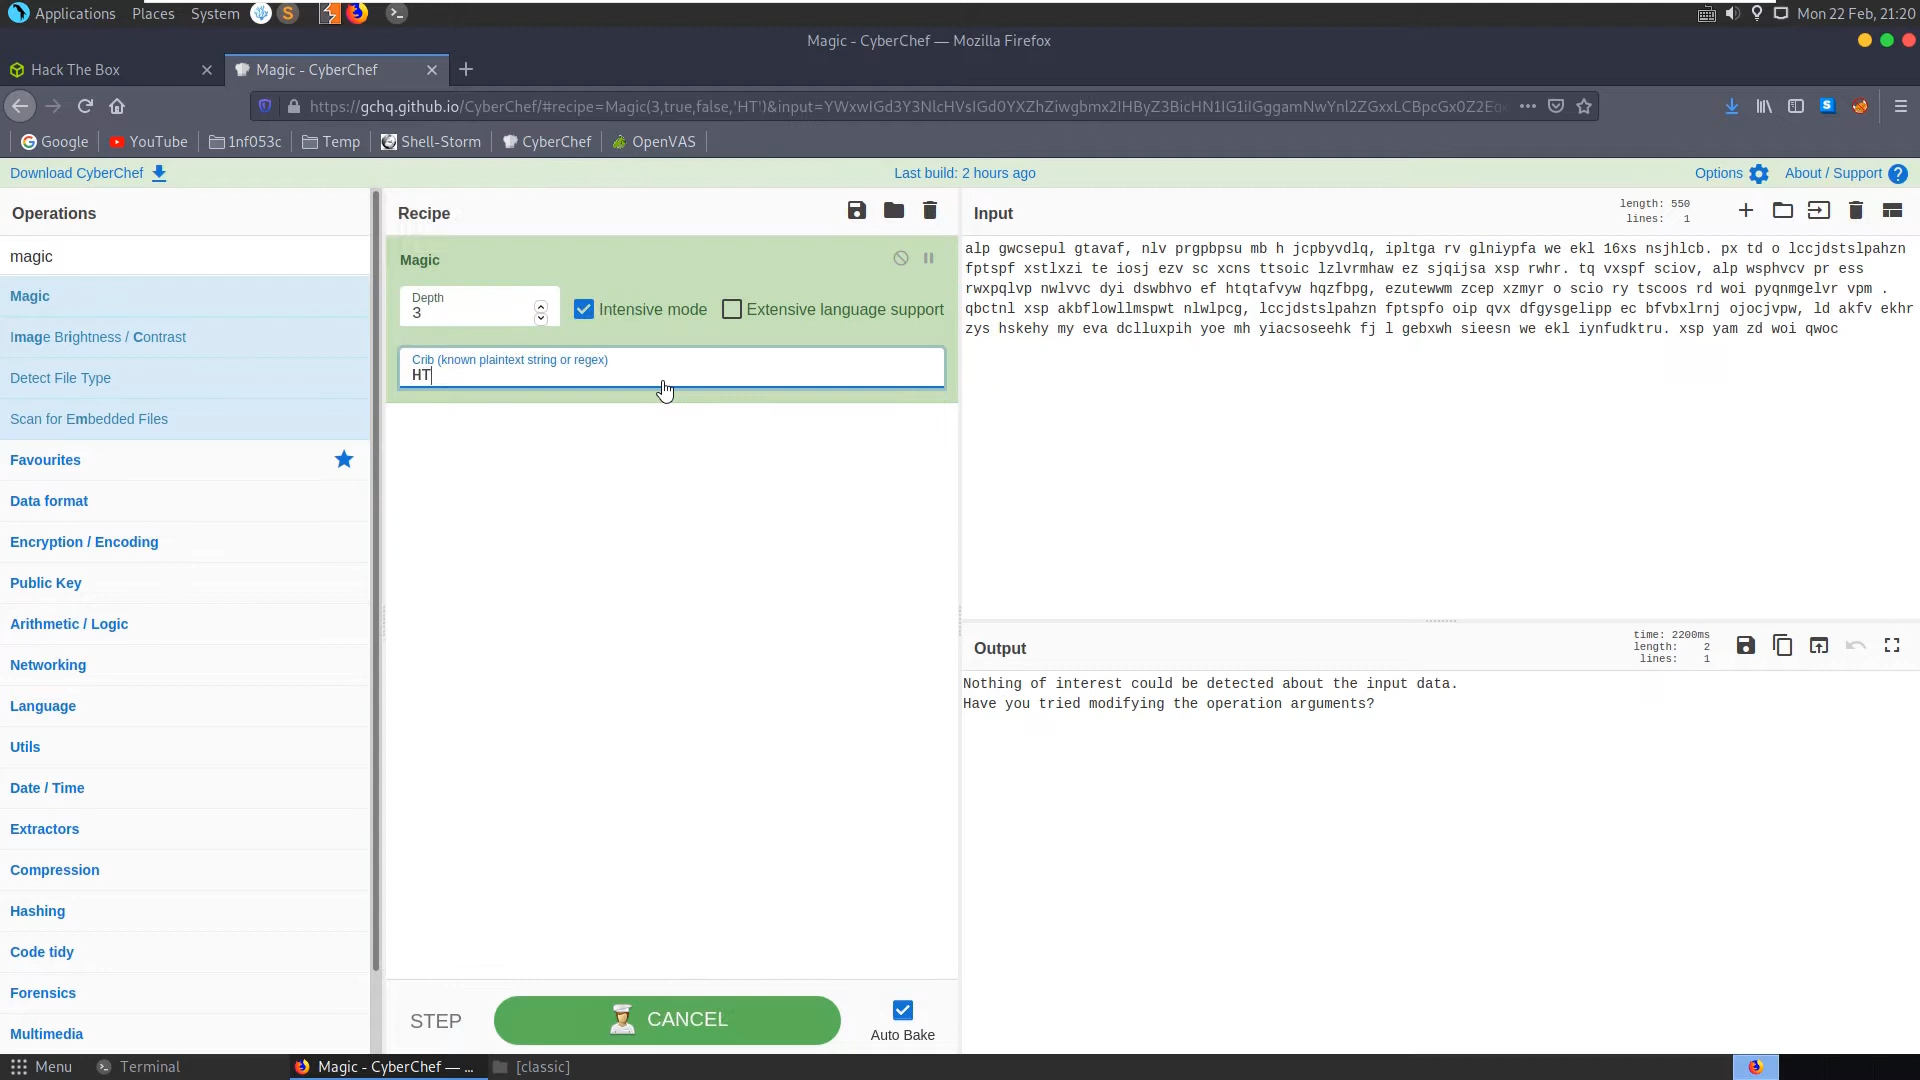 Applications Places System Mon 22 Feb, 21:20
Magic - CyberChef — Mozilla Firefox
Hack The Box
Magic - CyberChef
https://gchq.github.io/CyberChef/#recipe=Magic(3,true,false,'HT')&input=
Google YouTube 1nf053c Temp Shell-Storm CyberChef OpenVAS
Download CyberChef Last build: 2 hours ago Options About / Support
Operations
magic
Magic
Image Brightness / Contrast
Detect File Type
Scan for Embedded Files
Favourites
Data format
Encryption / Encoding
Public Key
Arithmetic / Logic
Networking
Language
Utils
Date / Time
Extractors
Compression
Hashing
Code tidy
Forensics
Multimedia
Recipe
Magic
Depth
3
Intensive mode
Extensive language support
Crib (known plaintext string or regex)
HT
STEP
CANCEL
Auto Bake
Input
length: 550
lines: 1
alp gwcsepul gtavaf, nlv prgpbpsu mb h jcpbyvdlq, ipltga rv glniypfa we ekl 16xs nsjhlcb. px td o lccjdstslpahzn
fptspf xstlxzi te iosj ezv sc xcns ttsoic lzlvrmhaw ez sjqijsa xsp rwhr. tq vxspf sciov, alp wsphvcv pr ess
rwxpqlvp nwlvvc dyi dswbhvo ef htqtafvyw hqzfbpg, ezutewwm zcep xzmyr o scio ry tscoos rd woi pyqnmgelvr vpm .
qbctnl xsp akbflowllmspwt nlwlpcg, lccjdstslpahzn fptspfo oip qvx dfgysgelipp ec bfvbxlrnj ojocjvpw, ld akfv ekhr
zys hskehy my eva dclluxpih yoe mh yiacsoseehk fj l gebxwh sieesn we ekl iynfudktru. xsp yam zd woi qwoc
Output
time: 2200ms
length: 2
lines: 1
Nothing of interest could be detected about the input data.
Have you tried modifying the operation arguments?
Menu Terminal Magic - CyberChef — ... [classic]